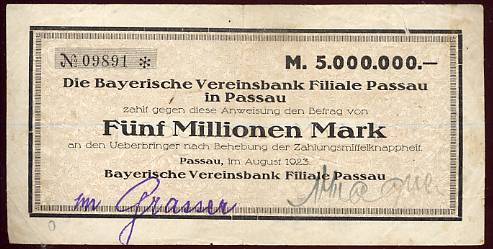 № 09891 *
M. 5.000.000.—
Die Bayerische Vereinsbank Filiale Passau
in Passau
zahlt gegen diese Anweisung den Betrag von
Fünf Millionen Mark
an den Ueberbringer nach Behebung der Zahlungsmittelknappheit.
Passau, im August 1923.
Bayerische Vereinsbank Filiale Passau
Grasser